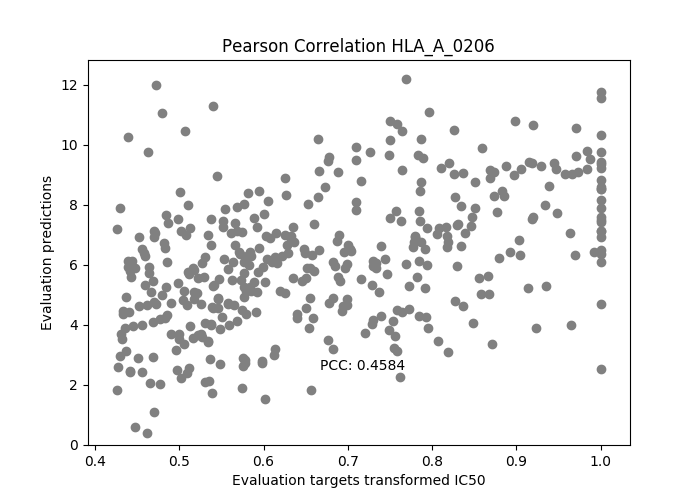 Pearson Correlation HLA_A_0206
Evaluation predictions
12
10
8
6
4
2
0
PCC: 0.4584
0.4 0.5 0.6 0.7 0.8 0.9 1.0
Evaluation targets transformed IC50